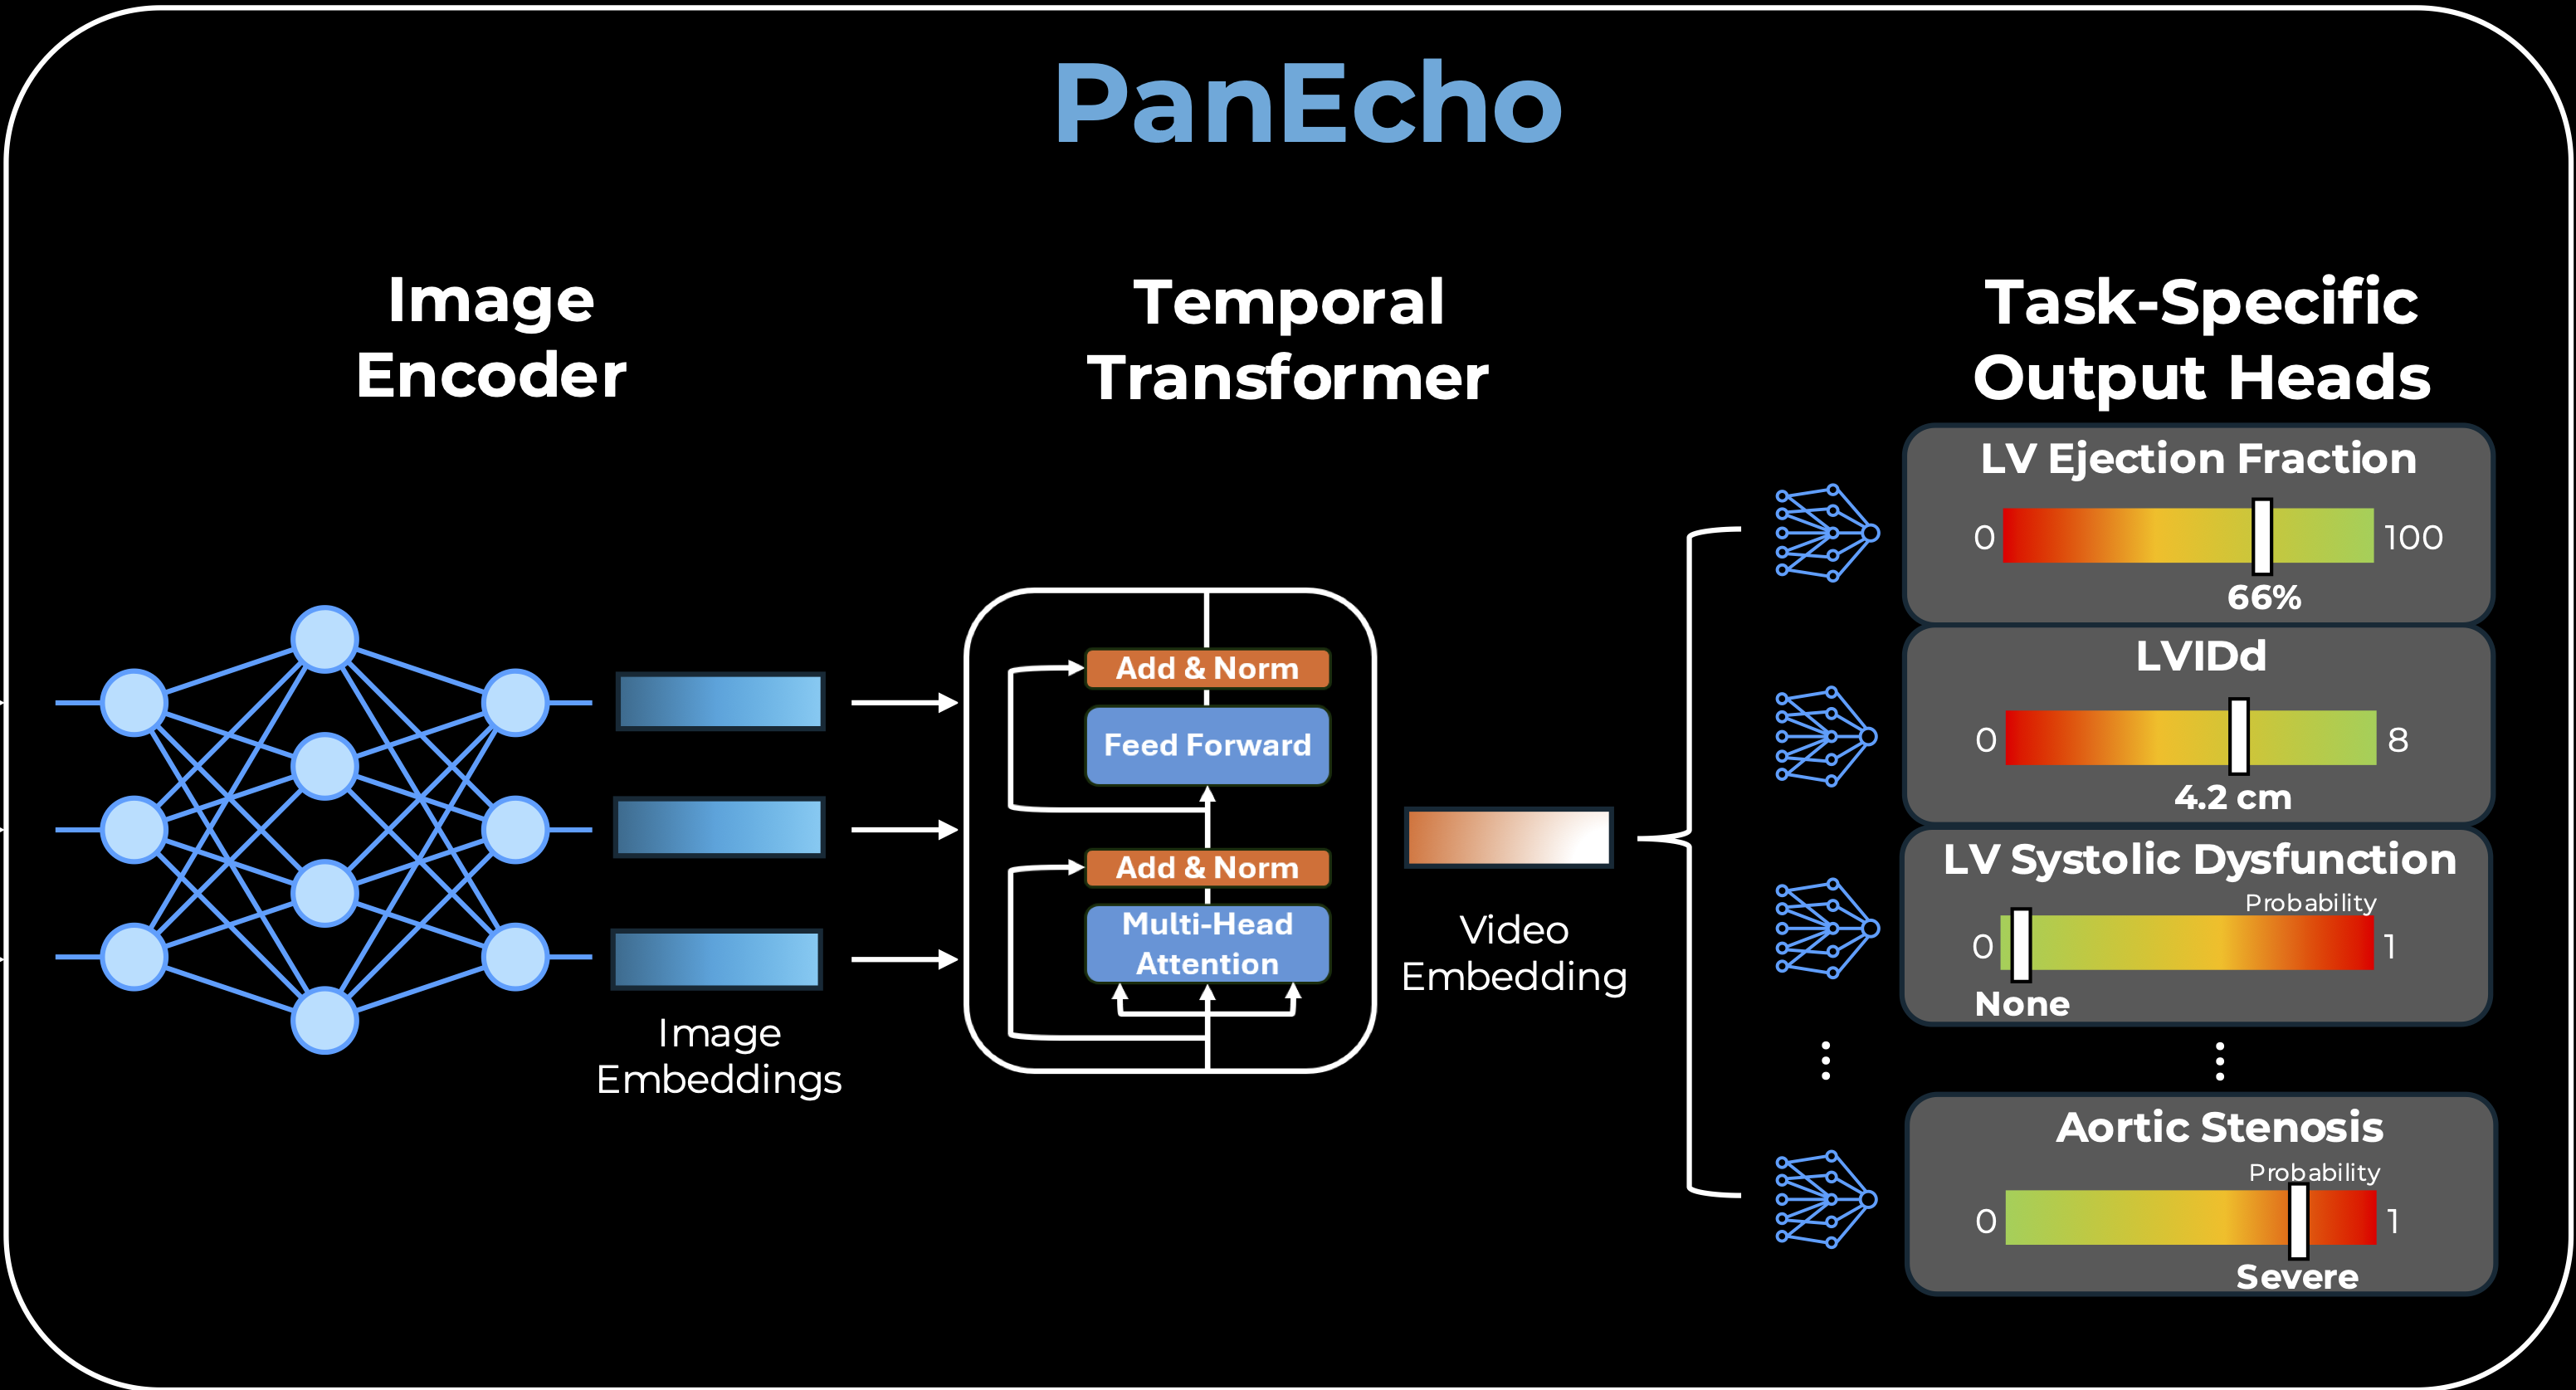 PanEcho
Image
Encoder
Temporal
Transformer
Task-Specific
Output Heads
Image
Embeddings
Add & Norm
Feed Forward
Add & Norm
Multi-Head
Attention
Video
Embedding
LV Ejection Fraction
0
100
66%
LVIDd
0
8
4.2 cm
LV Systolic Dysfunction
Probability
0
1
None
Aortic Stenosis
Probability
0
1
Severe